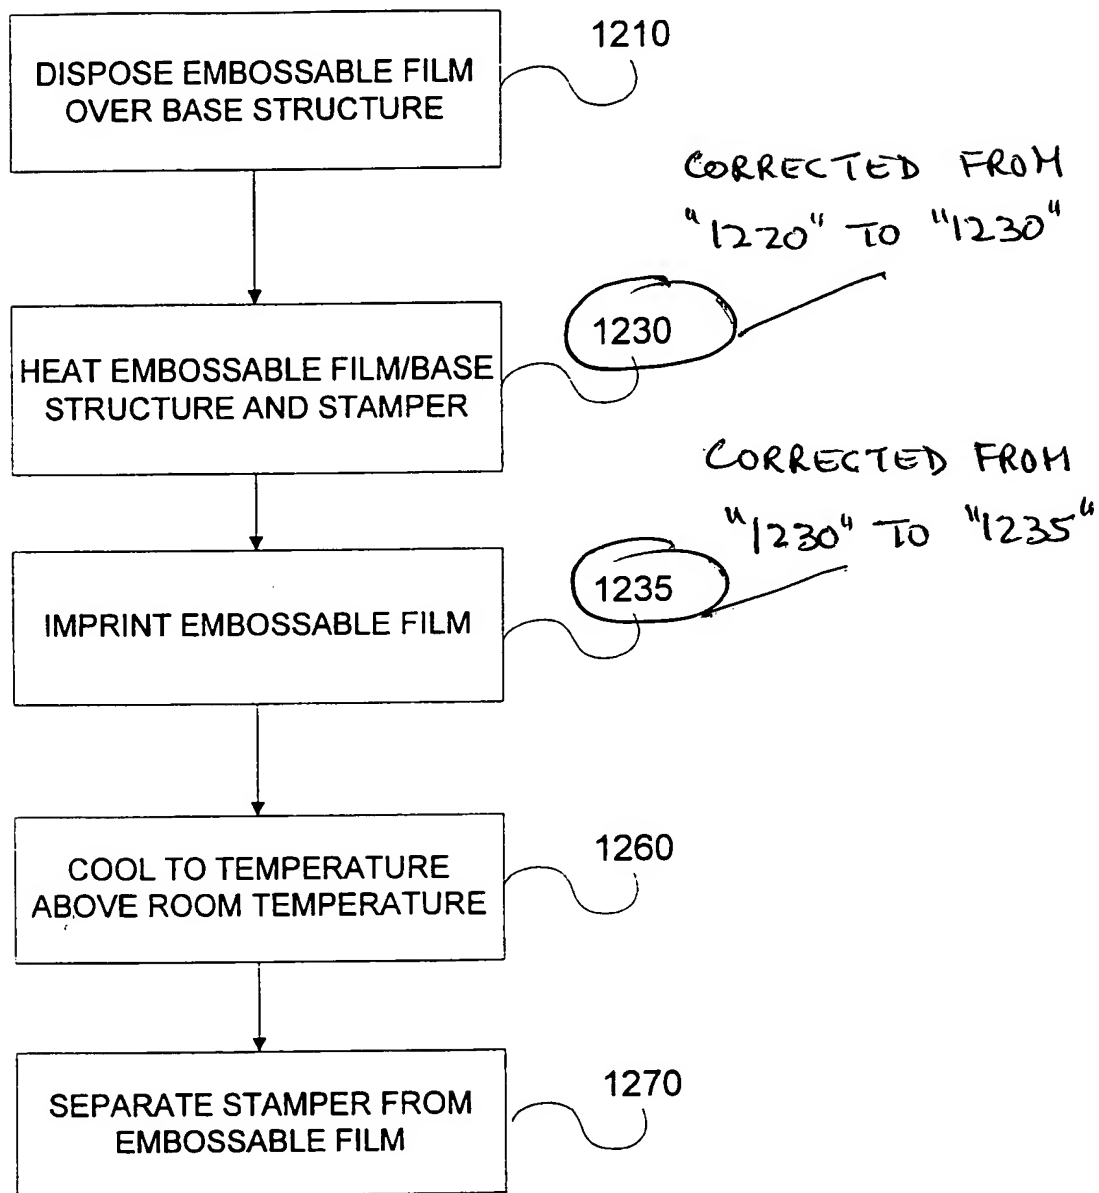 DISPOSE EMBOSSABLE FILM
OVER BASE STRUCTURE
1210
CORRECTED FROM
"1220" TO "1230"
HEAT EMBOSSABLE FILM/BASE
STRUCTURE AND STAMPER
1230
CORRECTED FROM
"1230" TO "1235"
IMPRINT EMBOSSABLE FILM
1235
COOL TO TEMPERATURE
ABOVE ROOM TEMPERATURE
1260
SEPARATE STAMPER FROM
EMBOSSABLE FILM
1270